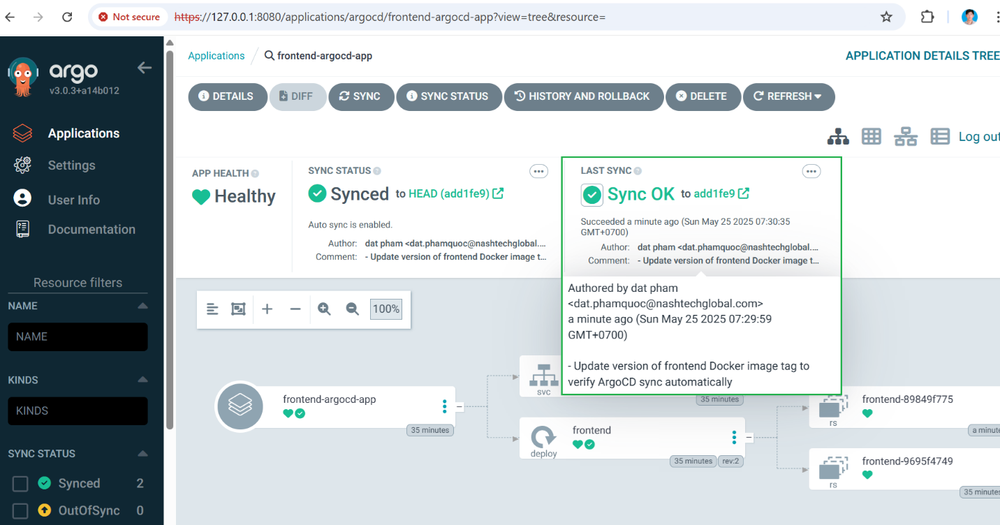 Not secure
https://127.0.0.1:8080/applications/argocd/frontend-argocd-app?view=tree&resource=
argo
v3.0.3+a14b012
Applications
Settings
User Info
Documentation
Resource filters
NAME
NAME
KINDS
KINDS
SYNC STATUS
Synced 2
OutOfSync 0
Applications / frontend-argocd-app
APPLICATION DETAILS TREE
DETAILS DIFF SYNC SYNC STATUS HISTORY AND ROLLBACK DELETE REFRESH
Log out
APP HEALTH
Healthy
SYNC STATUS
Synced to HEAD (add1fe9)
Auto sync is enabled.
Author: dat pham <dat.phamquoc@nashtechglobal....
Comment: - Update version of frontend Docker image t...
LAST SYNC
Sync OK to add1fe9
Succeeded a minute ago (Sun May 25 2025 07:30:35
GMT+0700)
Author: dat pham <dat.phamquoc@nashtechglobal....
Comment: - Update version of frontend Docker image t...
Authored by dat pham
<dat.phamquoc@nashtechglobal.com>
a minute ago (Sun May 25 2025 07:29:59
GMT+0700)
- Update version of frontend Docker image tag to
verify ArgoCD sync automatically
100%
frontend-argocd-app
35 minutes
svc
35 minutes
frontend
deploy
35 minutes rev:2
frontend-89849f775
rs
a minute
frontend-9695f4749
rs
35 minutes